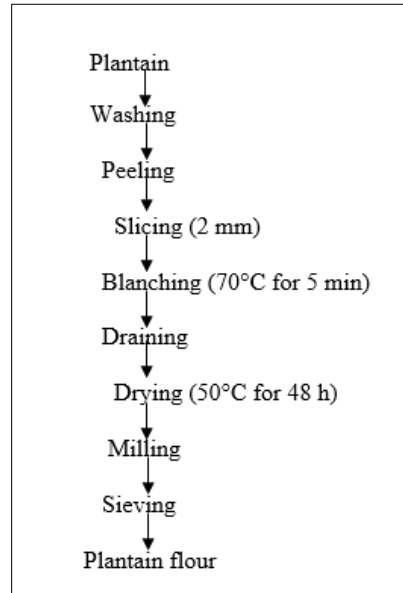 Plantain
Washing
Peeling
Slicing (2 mm)
Blanching (70°C for 5 min)
Draining
Drying (50°C for 48 h)
Milling
Sieving
Plantain flour